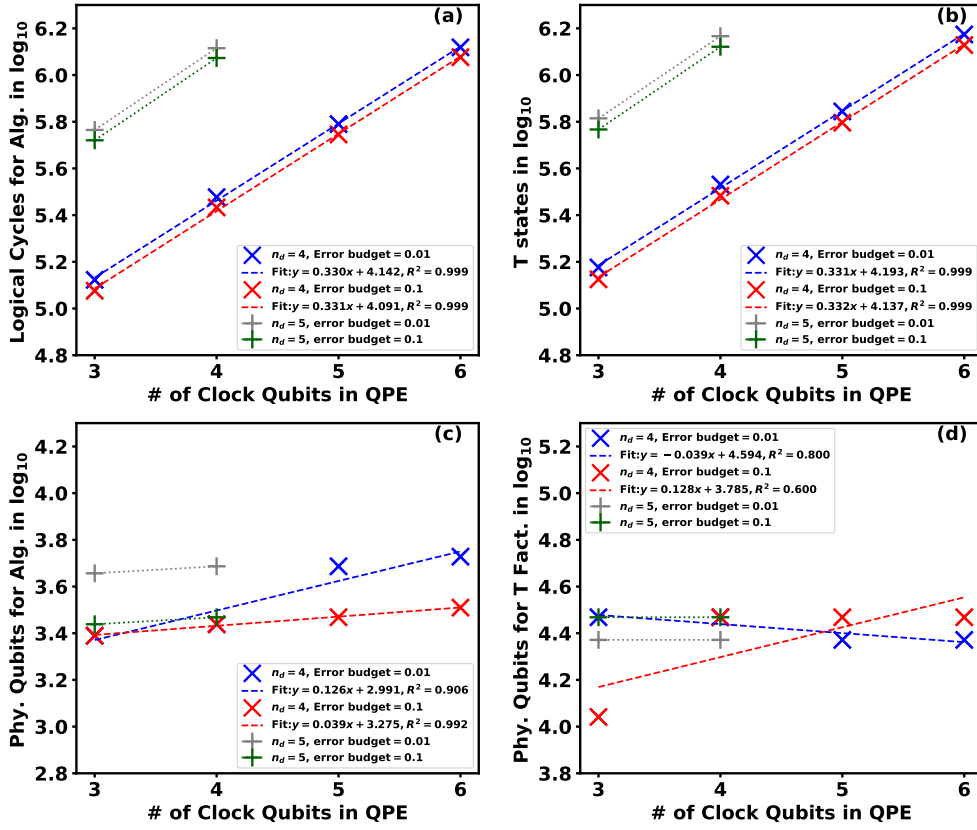 (a)
Logical Cycles for Alg. in log₁₀
6.2
6.0
5.8
5.6
5.4
5.2
5.0
4.8
n_d = 4, Error budget = 0.01
Fit:y = 0.330x + 4.142, R² = 0.999
n_d = 4, Error budget = 0.1
Fit:y = 0.331x + 4.091, R² = 0.999
n_d = 5, error budget = 0.01
n_d = 5, error budget = 0.1
3 4 5 6
# of Clock Qubits in QPE
(b)
T states in log₁₀
6.2
6.0
5.8
5.6
5.4
5.2
5.0
4.8
n_d = 4, Error budget = 0.01
Fit:y = 0.331x + 4.193, R² = 0.999
n_d = 4, Error budget = 0.1
Fit:y = 0.332x + 4.137, R² = 0.999
n_d = 5, error budget = 0.01
n_d = 5, error budget = 0.1
3 4 5 6
# of Clock Qubits in QPE
(c)
Phy. Qubits for Alg. in log₁₀
4.2
4.0
3.8
3.6
3.4
3.2
3.0
2.8
n_d = 4, Error budget = 0.01
Fit:y = 0.126x + 2.991, R² = 0.906
n_d = 4, Error budget = 0.1
Fit:y = 0.039x + 3.275, R² = 0.992
n_d = 5, error budget = 0.01
n_d = 5, error budget = 0.1
3 4 5 6
# of Clock Qubits in QPE
(d)
Phy. Qubits for T Fact. in log₁₀
5.2
5.0
4.8
4.6
4.4
4.2
4.0
3.8
n_d = 4, Error budget = 0.01
Fit:y = −0.039x + 4.594, R² = 0.800
n_d = 4, Error budget = 0.1
Fit:y = 0.128x + 3.785, R² = 0.600
n_d = 5, error budget = 0.01
n_d = 5, error budget = 0.1
3 4 5 6
# of Clock Qubits in QPE